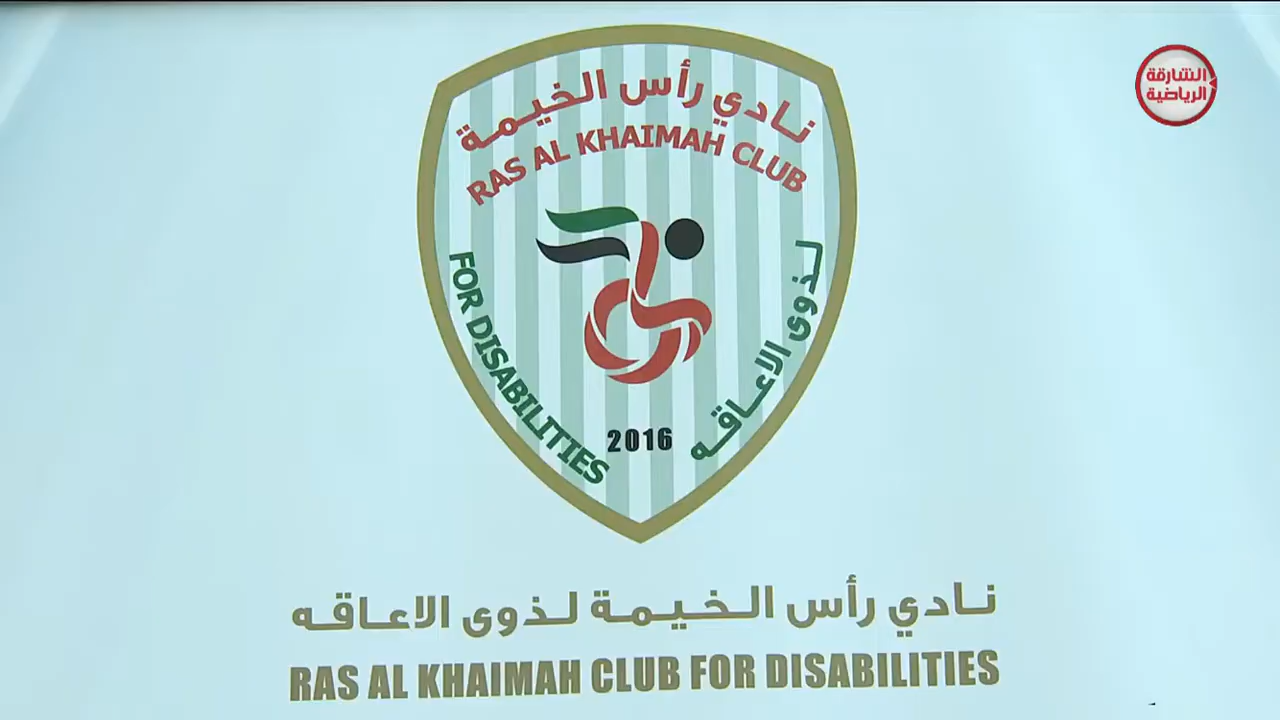 الشارقة
الرياضية
نادي رأس الخيمة
RAS AL KHAIMAH CLUB
FOR DISABILITIES
لذوى الاعاقه
2016
نادي رأس الخيمة لذوى الاعاقه
RAS AL KHAIMAH CLUB FOR DISABILITIES